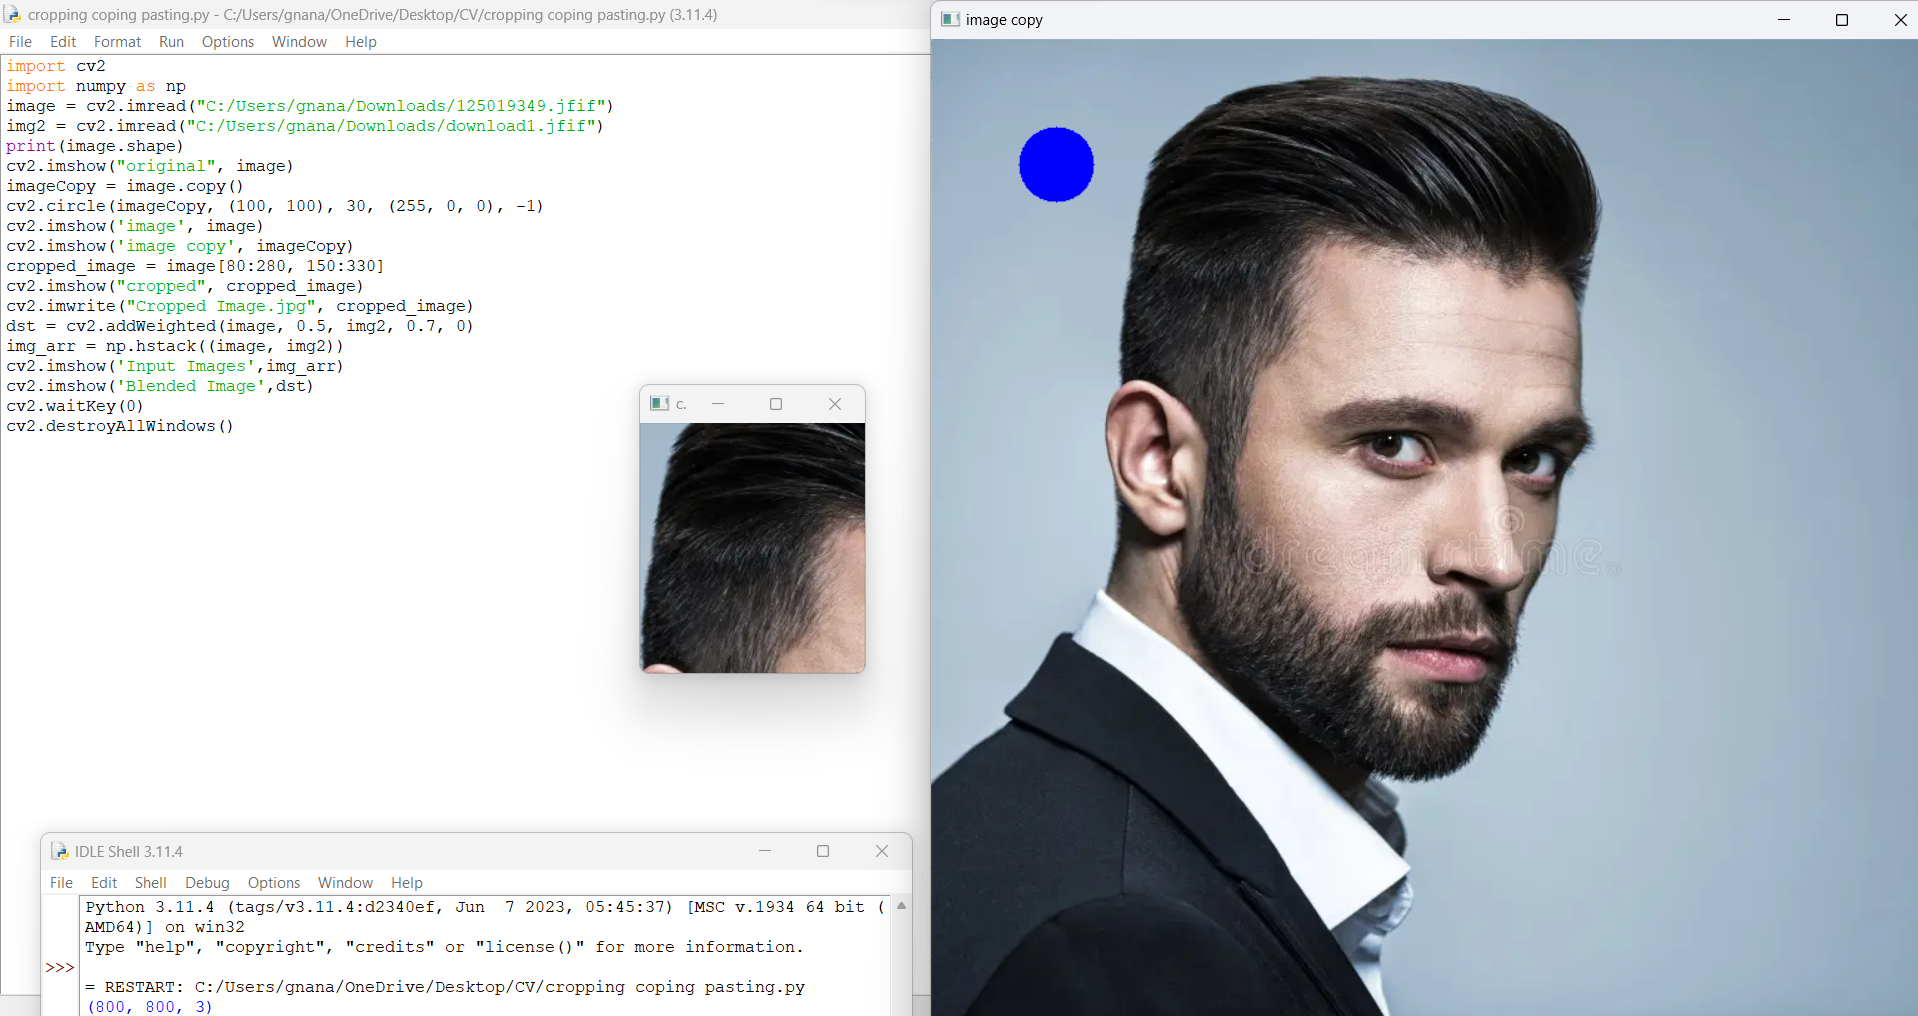 cropping coping pasting.py - C:/Users/gnana/OneDrive/Desktop/CV/cropping coping pasting.py (3.11.4)
File Edit Format Run Options Window Help
import cv2
import numpy as np
image = cv2.imread("C:/Users/gnana/Downloads/125019349.jfif")
img2 = cv2.imread("C:/Users/gnana/Downloads/download1.jfif")
print(image.shape)
cv2.imshow("original", image)
imageCopy = image.copy()
cv2.circle(imageCopy, (100, 100), 30, (255, 0, 0), -1)
cv2.imshow('image', image)
cv2.imshow('image copy', imageCopy)
cropped_image = image[80:280, 150:330]
cv2.imshow("cropped", cropped_image)
cv2.imwrite("Cropped Image.jpg", cropped_image)
dst = cv2.addWeighted(image, 0.5, img2, 0.7, 0)
img_arr = np.hstack((image, img2))
cv2.imshow('Input Images',img_arr)
cv2.imshow('Blended Image',dst)
cv2.waitKey(0)
cv2.destroyAllWindows()
c.
IDLE Shell 3.11.4
File Edit Shell Debug Options Window Help
Python 3.11.4 (tags/v3.11.4:d2340ef, Jun  7 2023, 05:45:37) [MSC v.1934 64 bit (
AMD64)] on win32
Type "help", "copyright", "credits" or "license()" for more information.
>>>
= RESTART: C:/Users/gnana/OneDrive/Desktop/CV/cropping coping pasting.py
(800, 800, 3)
image copy
dreamstime